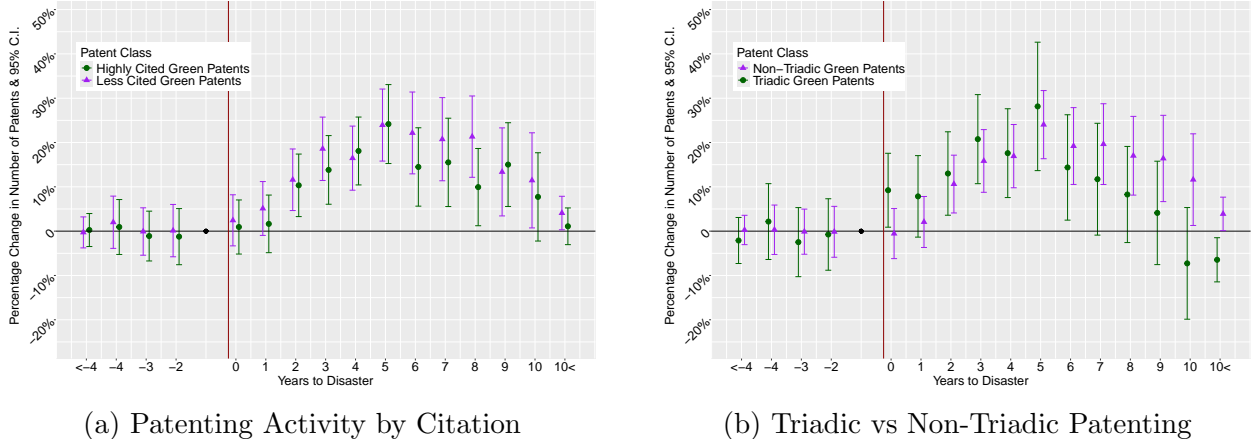 50%
40%
30%
20%
10%
0
−10%
−20%
Percentage Change in Number of Patents & 95% C.I.
Patent Class
Highly Cited Green Patents
Less Cited Green Patents
<−4 −4 −3 −2 0 1 2 3 4 5 6 7 8 9 10 10<
Years to Disaster
(a) Patenting Activity by Citation
50%
40%
30%
20%
10%
0
−10%
−20%
Percentage Change in Number of Patents & 95% C.I.
Patent Class
Non−Triadic Green Patents
Triadic Green Patents
<−4 −4 −3 −2 0 1 2 3 4 5 6 7 8 9 10 10<
Years to Disaster
(b) Triadic vs Non-Triadic Patenting